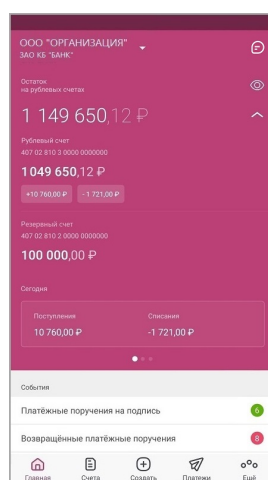 ООО "ОРГАНИЗАЦИЯ"
ЗАО КБ "БАНК"
Остаток
на рублевых счетах
1 149 650,12 ₽
Рублевый счет
407 02 810 3 0000 0000000
1 049 650,12 ₽
+10 760,00 ₽ - 1 721,00 ₽
Резервный счет
407 02 810 2 0000 0000000
100 000,00 ₽
Сегодня
Поступления Списания
10 760,00 ₽ -1 721,00 ₽
События
Платёжные поручения на подпись 6
Возвращённые платёжные поручения 8
Главная Счета Создать Платежи Ещё